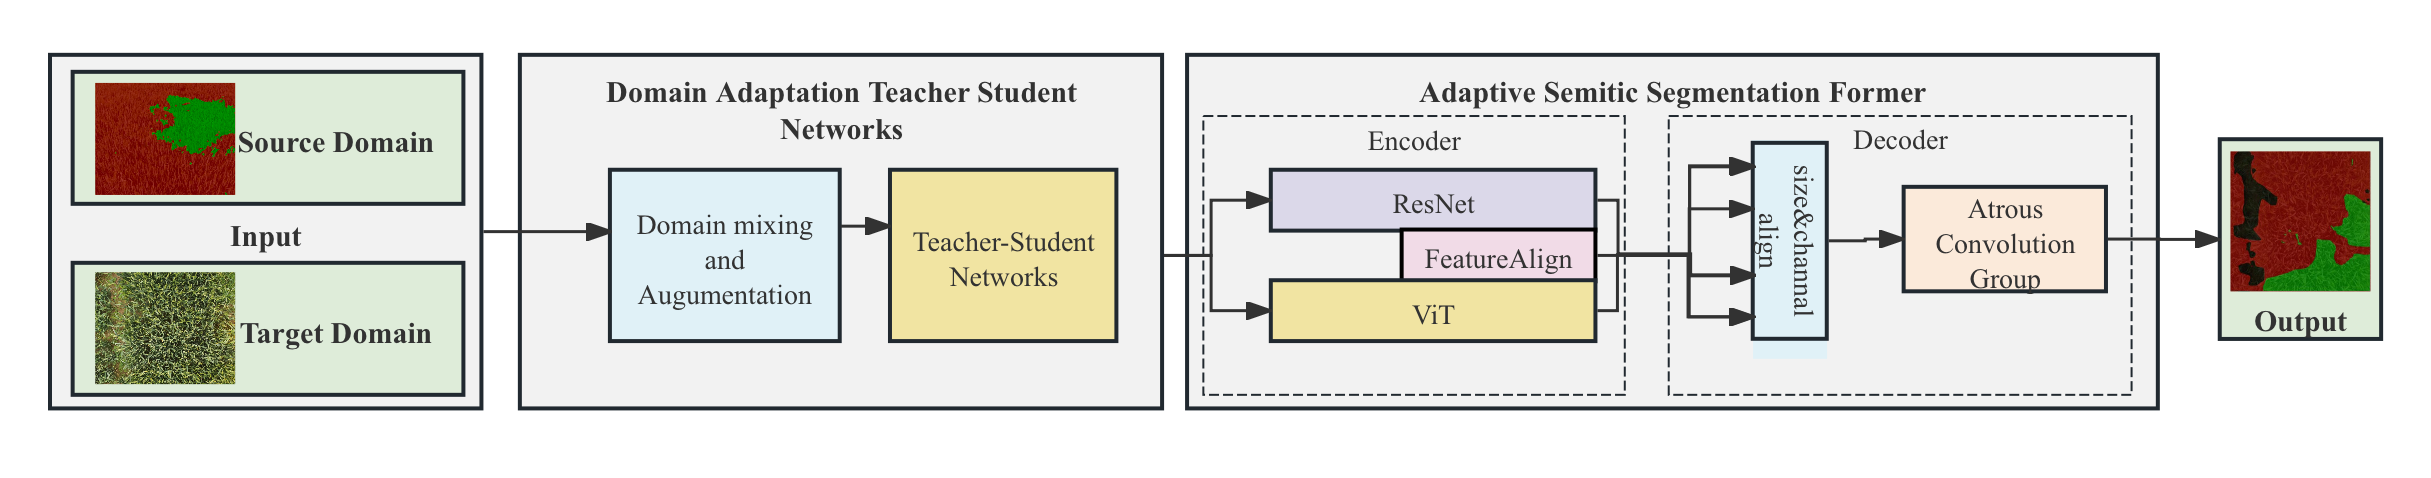 Source Domain
Input
Target Domain
Domain Adaptation Teacher Student
Networks
Domain mixing
and
Augumentation
Teacher-Student
Networks
Adaptive Semitic Segmentation Former
Encoder
ResNet
FeatureAlign
ViT
Decoder
size&channal
align
Atrous
Convolution
Group
Output